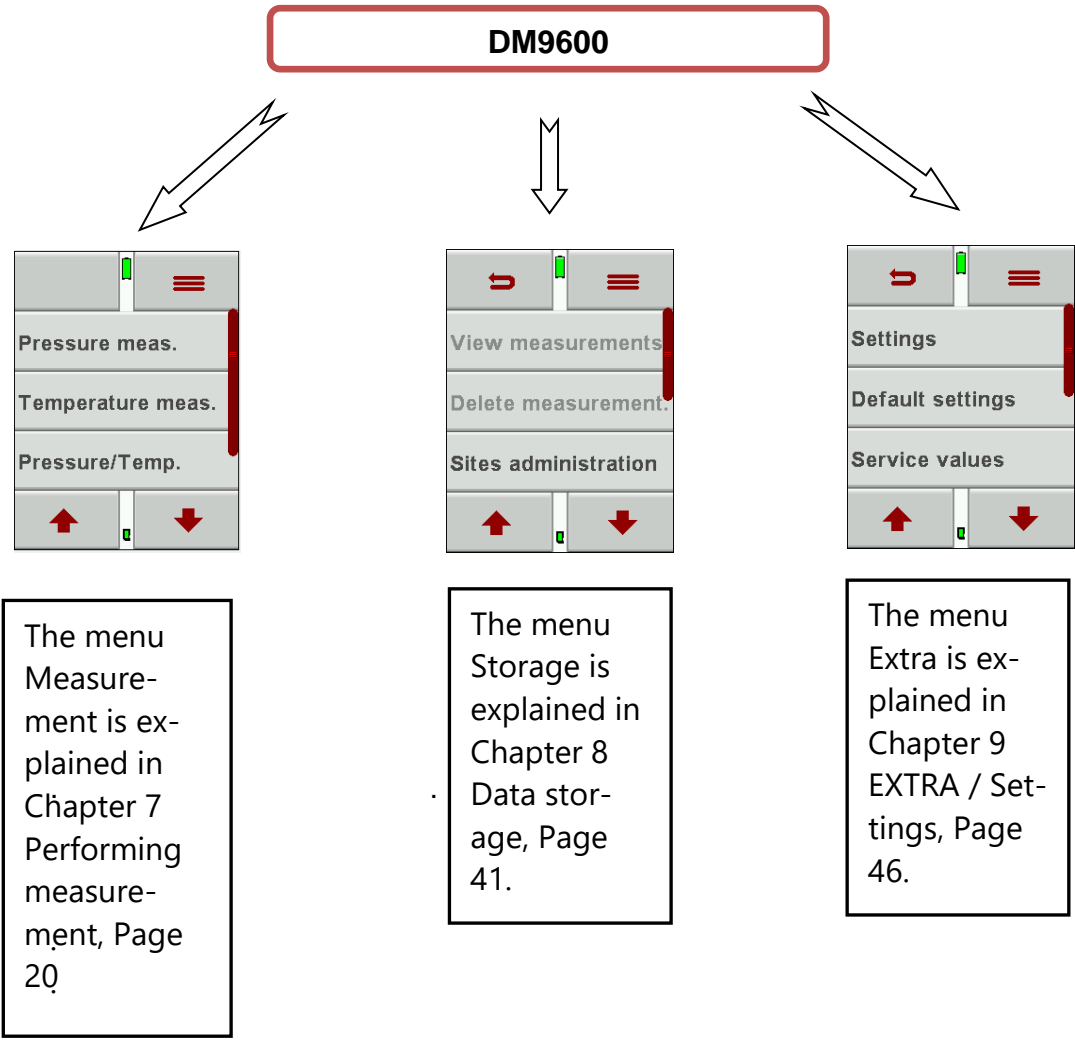 DM9600
Pressure meas.
Temperature meas.
Pressure/Temp.
View measurements
Delete measurement.
Sites administration
Settings
Default settings
Service values
The menu
Measure-
ment is ex-
plained in
Chapter 7
Performing
measure-
ment, Page
20
.
The menu
Storage is
explained in
Chapter 8
Data stor-
age, Page
41.
The menu
Extra is ex-
plained in
Chapter 9
EXTRA / Set-
tings, Page
46.